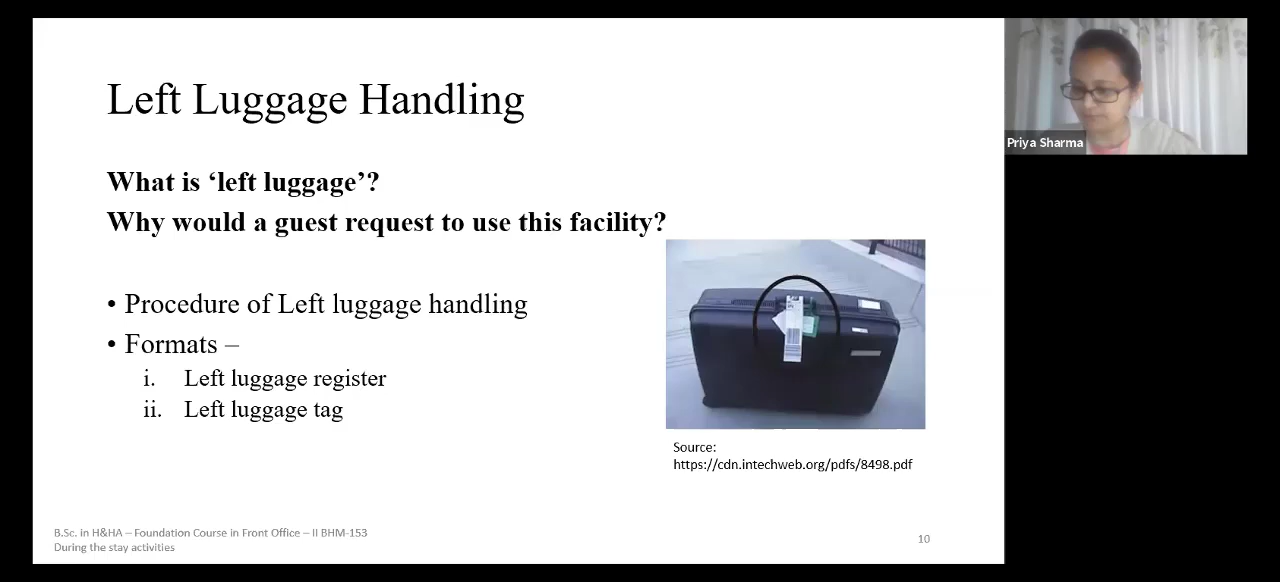 Left Luggage Handling
What is ‘left luggage’?
Why would a guest request to use this facility?
• Procedure of Left luggage handling
• Formats –
i. Left luggage register
ii. Left luggage tag
Source:
https://cdn.intechweb.org/pdfs/8498.pdf
B.Sc. in H&HA – Foundation Course in Front Office – II BHM-153
During the stay activities
10
Priya Sharma